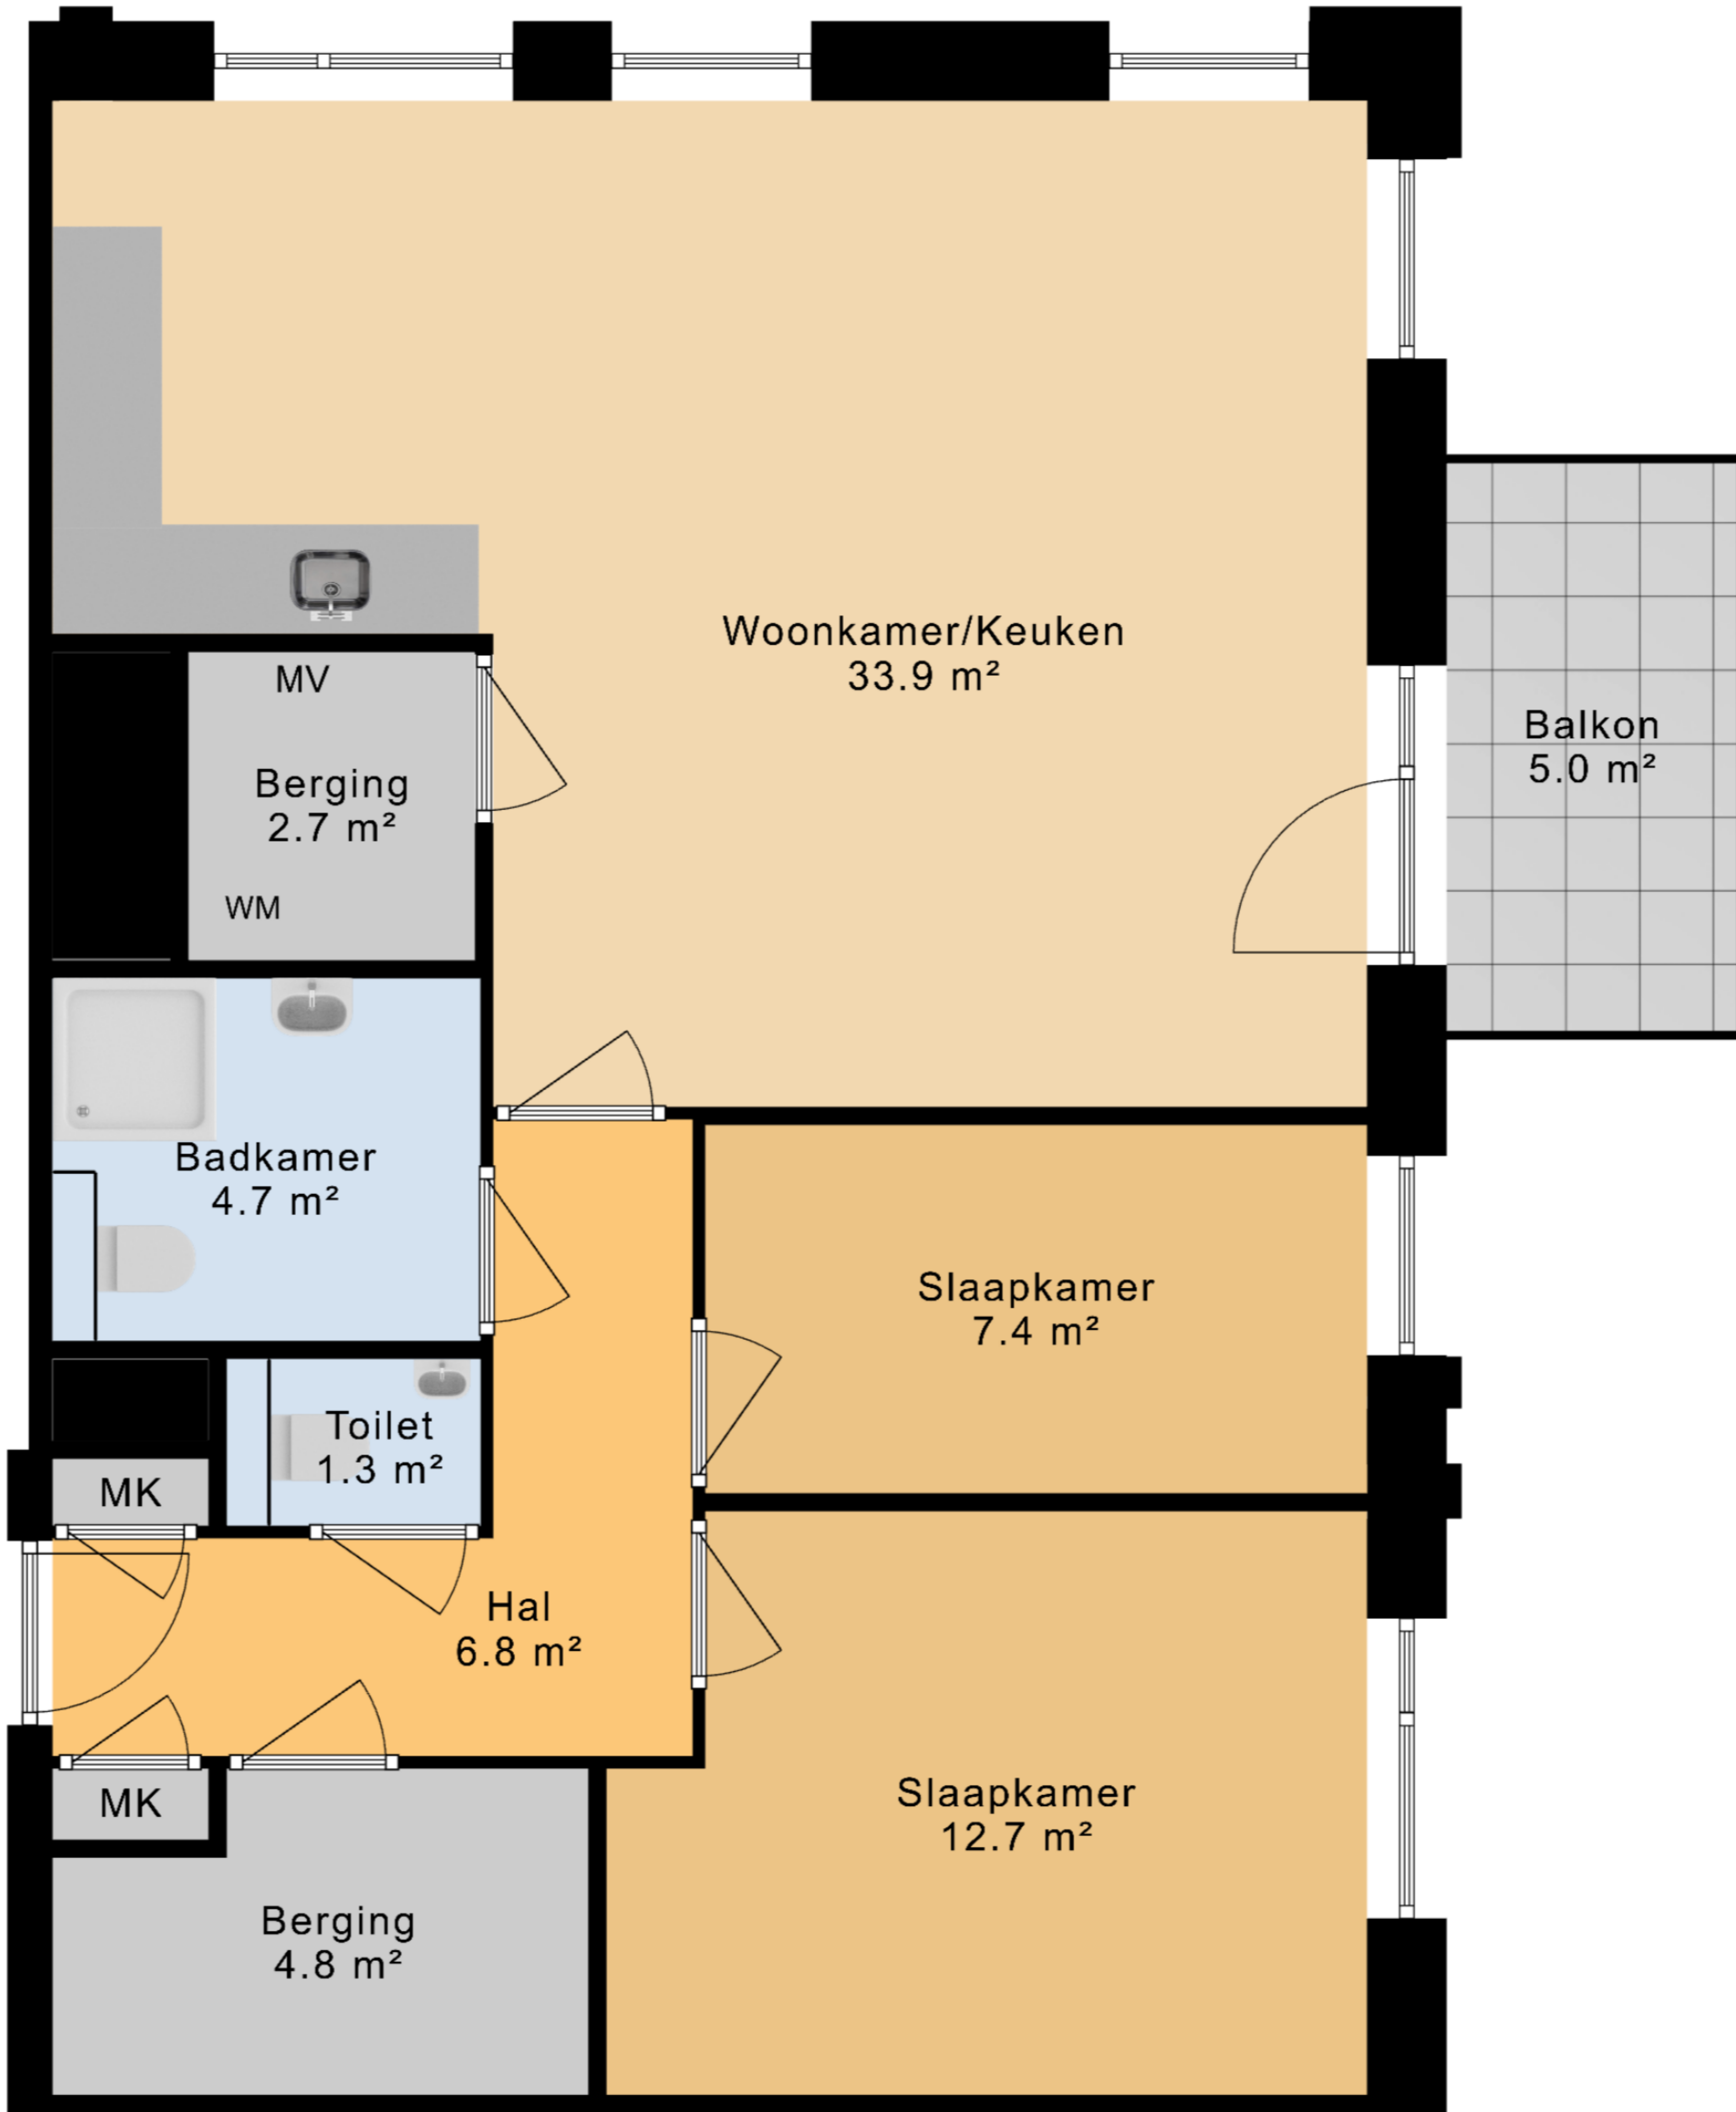 Woonkamer/Keuken
33.9 m²
MV
Berging
2.7 m²
WM
Balkon
5.0 m²
Badkamer
4.7 m²
Slaapkamer
7.4 m²
Toilet
1.3 m²
MK
Hal
6.8 m²
MK
Slaapkamer
12.7 m²
Berging
4.8 m²